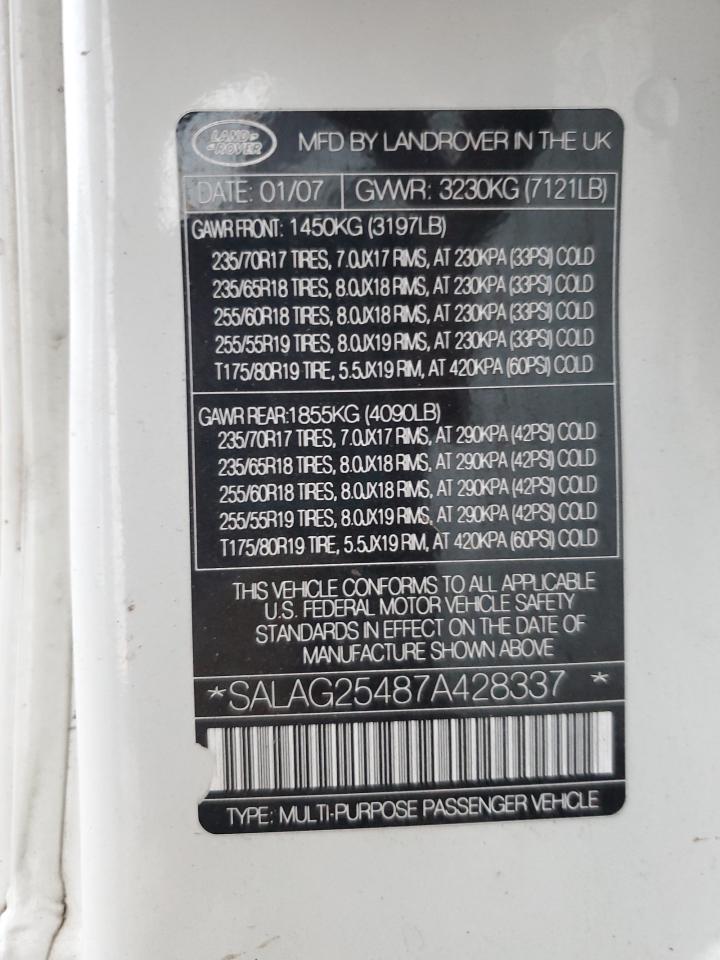 LAND-
-ROVER
MFD BY LANDROVER IN THE UK
DATE: 01/07 GVWR: 3230KG (7121LB)
GAWR FRONT: 1450KG (3197LB)
235/70R17 TIRES, 7.0JX17 RIMS, AT 230KPA (33PSI) COLD
235/65R18 TIRES, 8.0JX18 RIMS, AT 230KPA (33PSI) COLD
255/60R18 TIRES, 8.0JX18 RIMS, AT 230KPA (33PSI) COLD
255/55R19 TIRES, 8.0JX19 RIMS, AT 230KPA (33PSI) COLD
T175/80R19 TIRE, 5.5JX19 RIM, AT 420KPA (60PSI) COLD
GAWR REAR:1855KG (4090LB)
235/70R17 TIRES, 7.0JX17 RIMS, AT 290KPA (42PSI) COLD
235/65R18 TIRES, 8.0JX18 RIMS, AT 290KPA (42PSI) COLD
255/60R18 TIRES, 8.0JX18 RIMS, AT 290KPA (42PSI) COLD
255/55R19 TIRES, 8.0JX19 RIMS, AT 290KPA (42PSI) COLD
T175/80R19 TIRE, 5.5JX19 RIM, AT 420KPA (60PSI) COLD
THIS VEHICLE CONFORMS TO ALL APPLICABLE
U.S. FEDERAL MOTOR VEHICLE SAFETY
STANDARDS IN EFFECT ON THE DATE OF
MANUFACTURE SHOWN ABOVE
*SALAG25487A428337 *
TYPE: MULTI-PURPOSE PASSENGER VEHICLE